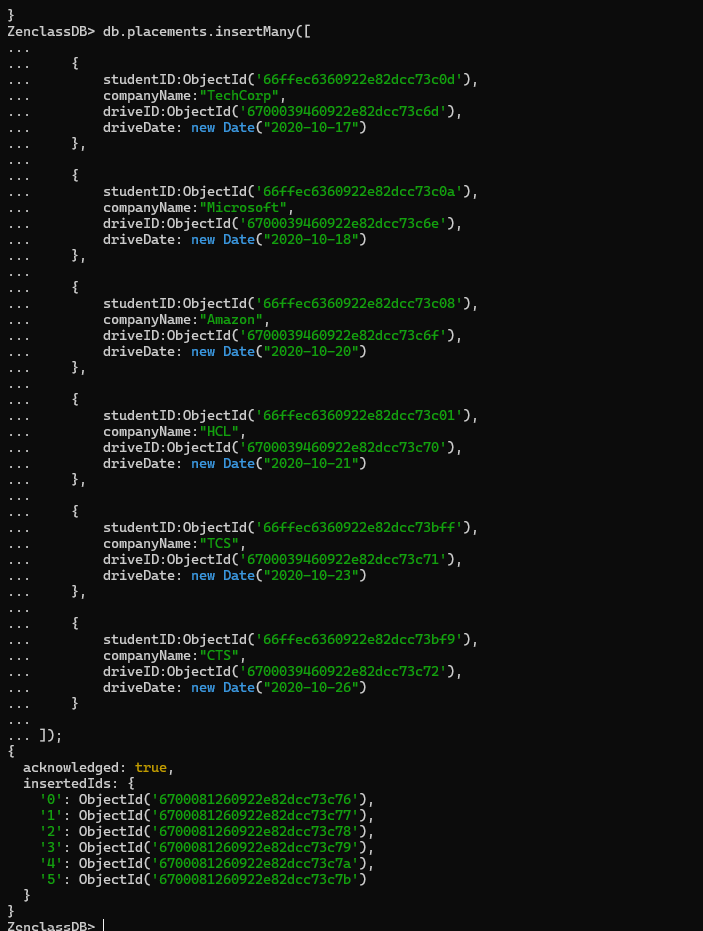 }
ZenclassDB> db.placements.insertMany([
...
...     {
...         studentID:ObjectId('66ffec6360922e82dcc73c0d'),
...         companyName:"TechCorp",
...         driveID:ObjectId('6700039460922e82dcc73c6d'),
...         driveDate: new Date("2020-10-17")
...     },
...
...     {
...         studentID:ObjectId('66ffec6360922e82dcc73c0a'),
...         companyName:"Microsoft",
...         driveID:ObjectId('6700039460922e82dcc73c6e'),
...         driveDate: new Date("2020-10-18")
...     },
...
...     {
...         studentID:ObjectId('66ffec6360922e82dcc73c08'),
...         companyName:"Amazon",
...         driveID:ObjectId('6700039460922e82dcc73c6f'),
...         driveDate: new Date("2020-10-20")
...     },
...
...     {
...         studentID:ObjectId('66ffec6360922e82dcc73c01'),
...         companyName:"HCL",
...         driveID:ObjectId('6700039460922e82dcc73c70'),
...         driveDate: new Date("2020-10-21")
...     },
...
...     {
...         studentID:ObjectId('66ffec6360922e82dcc73bff'),
...         companyName:"TCS",
...         driveID:ObjectId('6700039460922e82dcc73c71'),
...         driveDate: new Date("2020-10-23")
...     },
...
...     {
...         studentID:ObjectId('66ffec6360922e82dcc73bf9'),
...         companyName:"CTS",
...         driveID:ObjectId('6700039460922e82dcc73c72'),
...         driveDate: new Date("2020-10-26")
...     }
...
... ]);
{
  acknowledged: true,
  insertedIds: {
    '0': ObjectId('6700081260922e82dcc73c76'),
    '1': ObjectId('6700081260922e82dcc73c77'),
    '2': ObjectId('6700081260922e82dcc73c78'),
    '3': ObjectId('6700081260922e82dcc73c79'),
    '4': ObjectId('6700081260922e82dcc73c7a'),
    '5': ObjectId('6700081260922e82dcc73c7b')
  }
}
ZenclassDB>